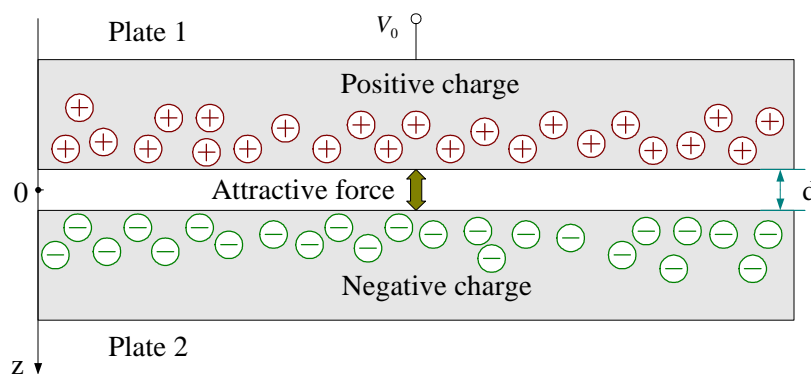 Plate 1
V₀
Positive charge
0
Attractive force
d
Negative charge
Plate 2
z